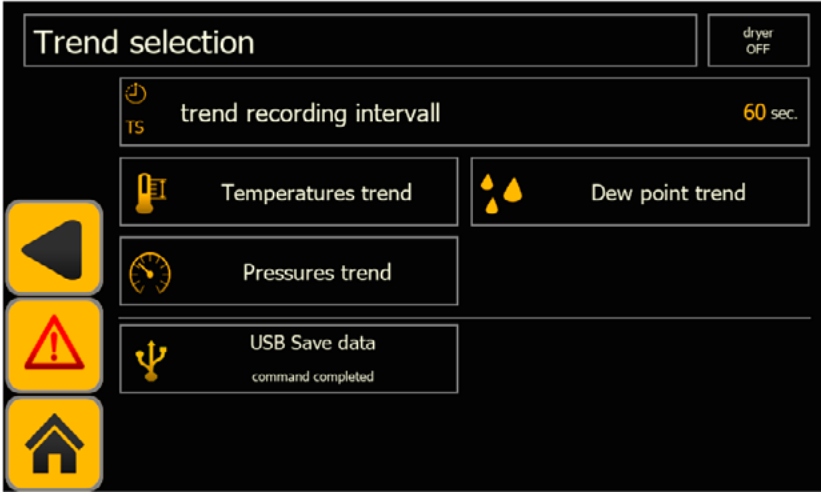 Trend selection
dryer
OFF
TS
trend recording intervall
60 sec.
Temperatures trend
Dew point trend
Pressures trend
USB Save data
command completed